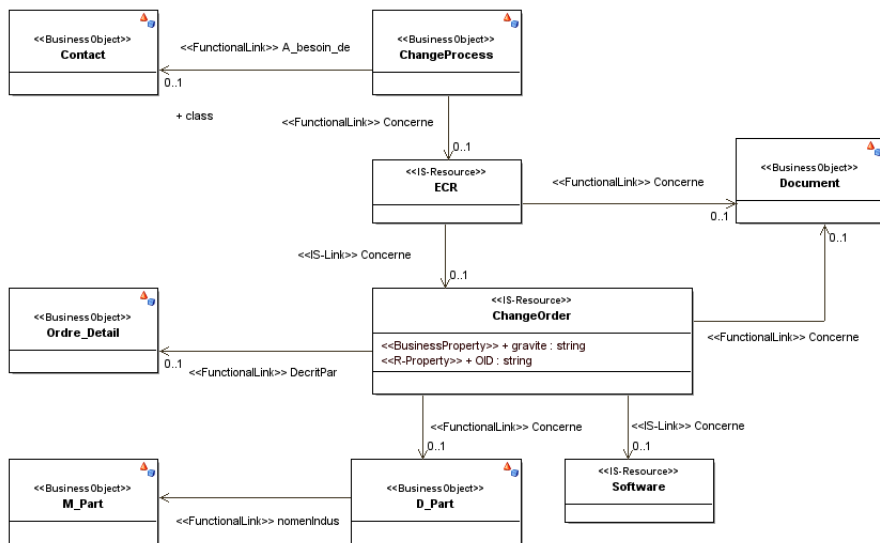 <<BusinessObject>>
Contact
<<FunctionalLink>> A_besoin_de
0..1
+ class
<<BusinessObject>>
ChangeProcess
<<FunctionalLink>> Concerne
0..1
<<IS-Resource>>
ECR
<<FunctionalLink>> Concerne
0..1
<<BusinessObject>>
Document
0..1
<<IS-Link>> Concerne
0..1
<<BusinessObject>>
Ordre_Detail
0..1
<<FunctionalLink>> DecritPar
<<IS-Resource>>
ChangeOrder
<<BusinessProperty>> + gravite : string
<<R-Property>> + OID : string
<<FunctionalLink>> Concerne
<<FunctionalLink>> Concerne
0..1
<<IS-Link>> Concerne
0..1
<<BusinessObject>>
M_Part
<<FunctionalLink>> nomenIndus
<<BusinessObject>>
D_Part
<<IS-Resource>>
Software